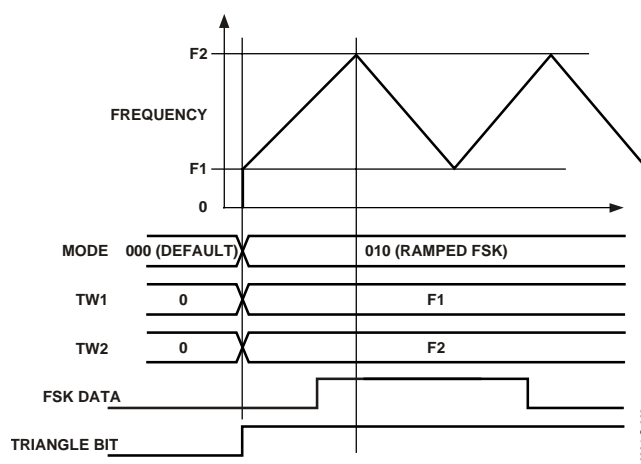 F2
FREQUENCY
F1
0
MODE 000 (DEFAULT) 010 (RAMPED FSK)
TW1 0 F1
TW2 0 F2
FSK DATA
TRIANGLE BIT